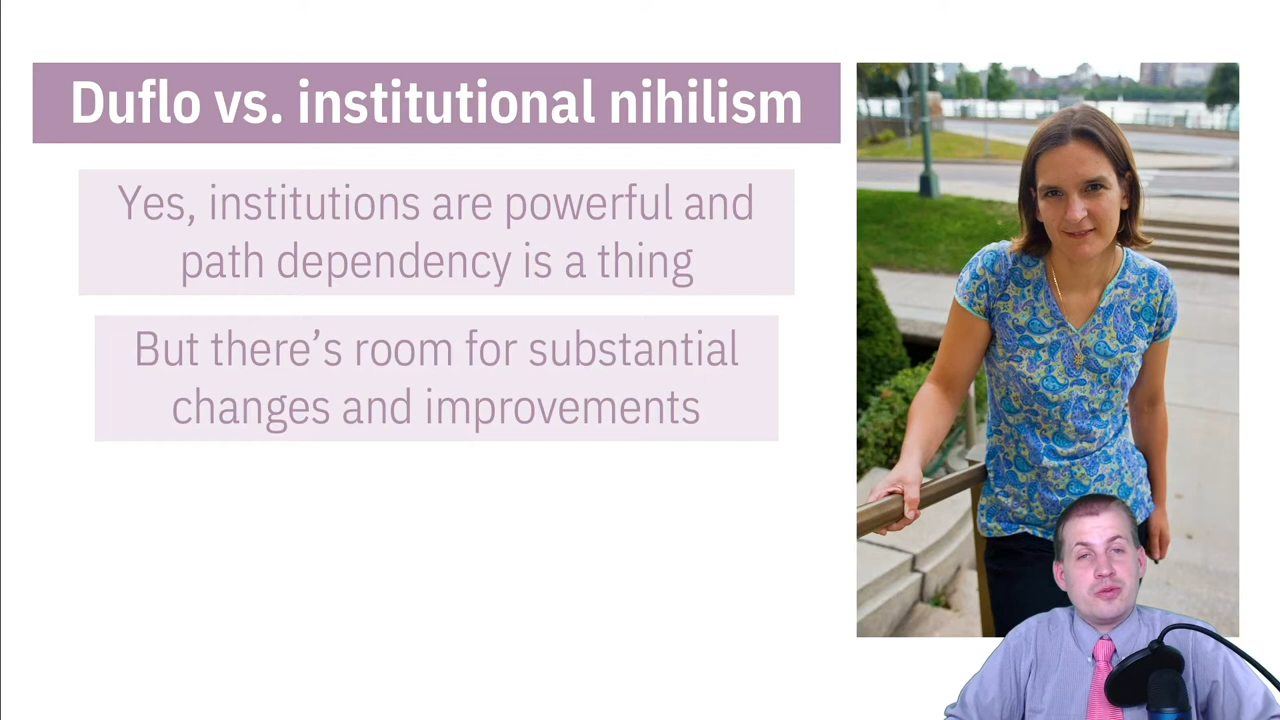 Duflo vs. institutional nihilism
Yes, institutions are powerful and
path dependency is a thing
But there’s room for substantial
changes and improvements